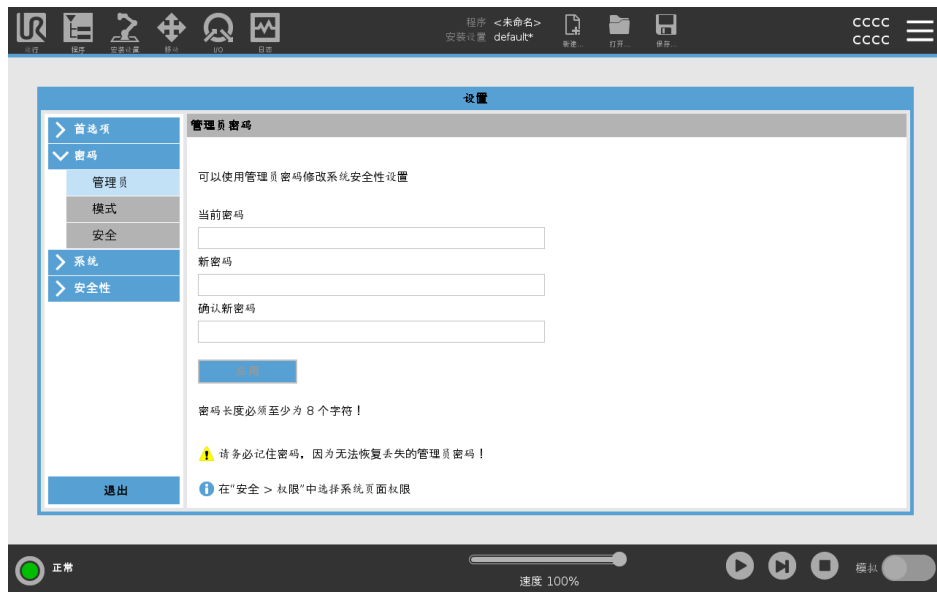 UR
运行
程序
安装设置
移动
I/O
日志
程序 <未命名>
安装设置 default*
新建...
打开...
保存...
CCCC
CCCC
设置
首选项
密码
管理员
模式
安全
系统
安全性
退出
管理员密码
可以使用管理员密码修改系统安全性设置
当前密码
新密码
确认新密码
应用
密码长度必须至少为 8 个字符！
请务必记住密码，因为无法恢复丢失的管理员密码！
在“安全 > 权限”中选择系统页面权限
正常
速度 100%
模拟